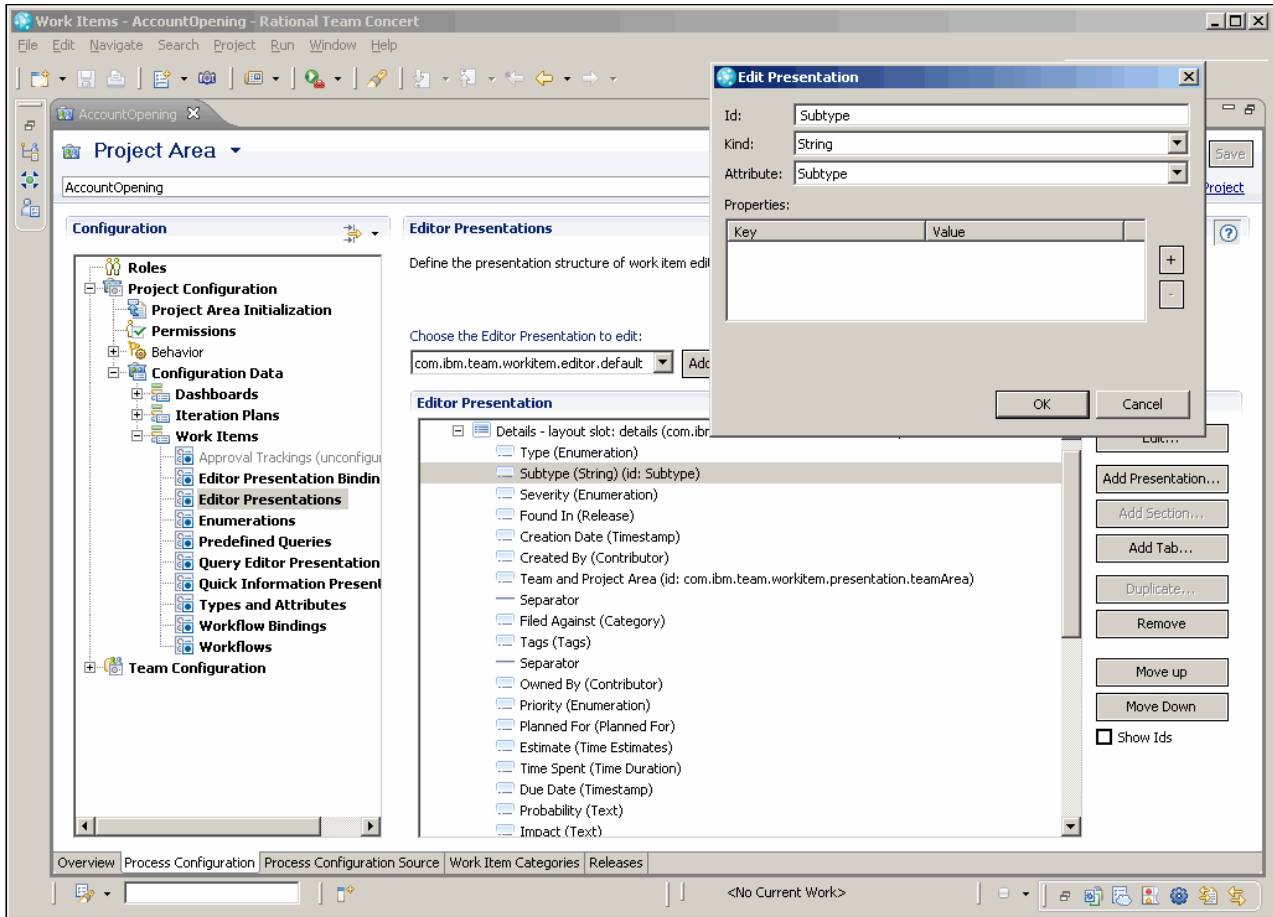 Work Items - AccountOpening - Rational Team Concert
File Edit Navigate Search Project Run Window Help
AccountOpening
Project Area
Save
AccountOpening
Project
Configuration
Roles
Project Configuration
Project Area Initialization
Permissions
Behavior
Configuration Data
Dashboards
Iteration Plans
Work Items
Approval Trackings (unconfigu
Editor Presentation Bindin
Editor Presentations
Enumerations
Predefined Queries
Query Editor Presentation
Quick Information Present
Types and Attributes
Workflow Bindings
Workflows
Team Configuration
Editor Presentations
Define the presentation structure of work item edi
Choose the Editor Presentation to edit:
com.ibm.team.workitem.editor.default
Add
Editor Presentation
Details - layout slot: details (com.ibr
Type (Enumeration)
Subtype (String) (id: Subtype)
Severity (Enumeration)
Found In (Release)
Creation Date (Timestamp)
Created By (Contributor)
Team and Project Area (id: com.ibm.team.workitem.presentation.teamArea)
Separator
Filed Against (Category)
Tags (Tags)
Separator
Owned By (Contributor)
Priority (Enumeration)
Planned For (Planned For)
Estimate (Time Estimates)
Time Spent (Time Duration)
Due Date (Timestamp)
Probability (Text)
Impact (Text)
Edit...
Add Presentation...
Add Section...
Add Tab...
Duplicate...
Remove
Move up
Move Down
Show Ids
Edit Presentation
Id: Subtype
Kind: String
Attribute: Subtype
Properties:
Key Value
+
-
OK Cancel
Overview Process Configuration Process Configuration Source Work Item Categories Releases
<No Current Work>